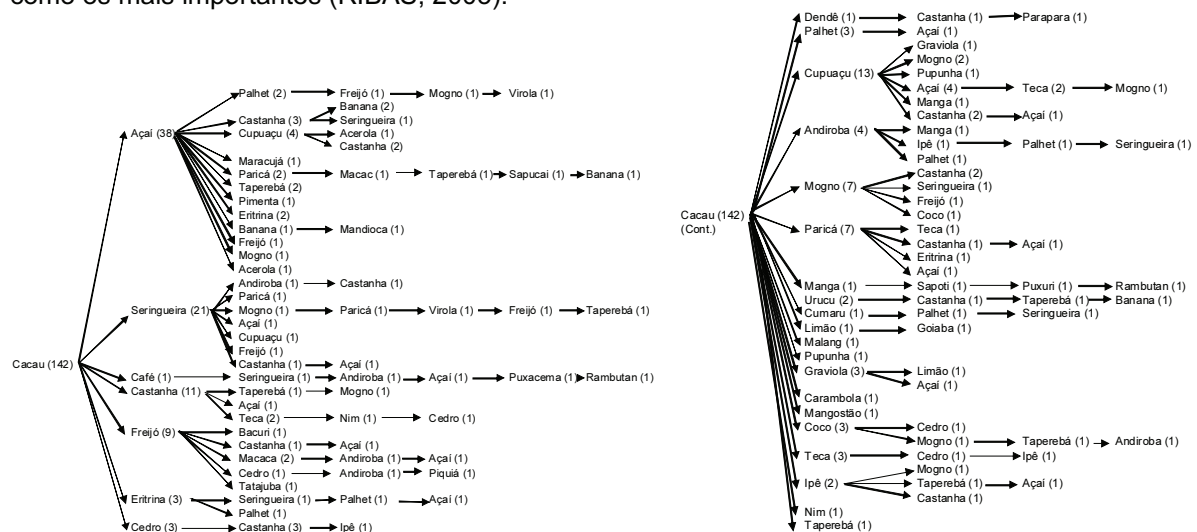 como os mais importantes (RIBAS, 2005).
Palhet (2) Freijó (1) Mogno (1) Virola (1)
Banana (2)
Castanha (3) Seringueira (1)
Açaí (38) Cupuaçu (4) Acerola (1)
Castanha (2)
Maracujá (1)
Paricá (2) Macac (1) Taperebá (1) Sapucai (1) Banana (1)
Taperebá (2)
Pimenta (1)
Eritrina (2)
Banana (1) Mandioca (1)
Freijó (1)
Mogno (1)
Acerola (1)
Andiroba (1) Castanha (1)
Paricá (1)
Seringueira (21) Mogno (1) Paricá (1) Virola (1) Freijó (1) Taperebá (1)
Açaí (1)
Cupuaçu (1)
Freijó (1)
Cacau (142) Castanha (1) Açaí (1)
Café (1) Seringueira (1) Andiroba (1) Açaí (1) Puxacema (1) Rambutan (1)
Castanha (11) Taperebá (1) Mogno (1)
Açaí (1)
Teca (2) Nim (1) Cedro (1)
Freijó (9) Bacuri (1)
Castanha (1) Açaí (1)
Macaca (2) Andiroba (1) Açaí (1)
Cedro (1) Andiroba (1) Piquiá (1)
Tatajuba (1)
Eritrina (3) Seringueira (1) Palhet (1) Açaí (1)
Palhet (1)
Cedro (3) Castanha (3) Ipê (1)
Dendê (1) Castanha (1) Parapara (1)
Palhet (3) Açaí (1)
Graviola (1)
Mogno (2)
Cupuaçu (13) Pupunha (1)
Açaí (4) Teca (2) Mogno (1)
Manga (1)
Castanha (2) Açaí (1)
Andiroba (4) Manga (1)
Ipê (1) Palhet (1) Seringueira (1)
Palhet (1)
Castanha (2)
Mogno (7) Seringueira (1)
Freijó (1)
Cacau (142) Coco (1)
(Cont.) Paricá (7) Teca (1)
Castanha (1) Açaí (1)
Eritrina (1)
Açaí (1)
Manga (1) Sapoti (1) Puxuri (1) Rambutan (1)
Urucu (2) Castanha (1) Taperebá (1) Banana (1)
Cumaru (1) Palhet (1) Seringueira (1)
Limão (1) Goiaba (1)
Malang (1)
Pupunha (1)
Graviola (3) Limão (1)
Açaí (1)
Carambola (1)
Mangostão (1)
Coco (3) Cedro (1)
Mogno (1) Taperebá (1) Andiroba (1)
Teca (3) Cedro (1) Ipê (1)
Mogno (1)
Ipê (2) Taperebá (1) Açaí (1)
Castanha (1)
Nim (1)
Taperebá (1)